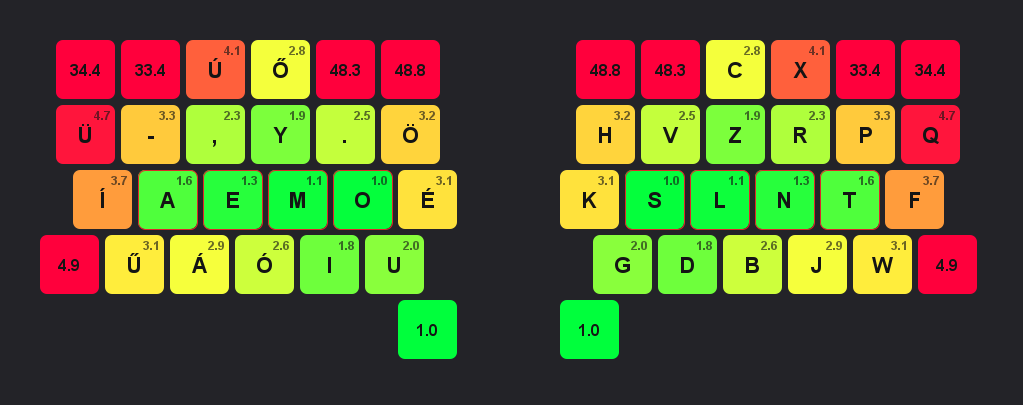 34.4 33.4 Ú 4.1 Ő 2.8 48.3 48.8 48.8 48.3 C 2.8 X 4.1 33.4 34.4
Ü 4.7 - 3.3 , 2.3 Y 1.9 . 2.5 Ö 3.2 H 3.2 V 2.5 Z 1.9 R 2.3 P 3.3 Q 4.7
Í 3.7 A 1.6 E 1.3 M 1.1 O 1.0 É 3.1 K 3.1 S 1.0 L 1.1 N 1.3 T 1.6 F 3.7
4.9 Ű 3.1 Á 2.9 Ó 2.6 I 1.8 U 2.0 G 2.0 D 1.8 B 2.6 J 2.9 W 3.1 4.9
1.0 1.0